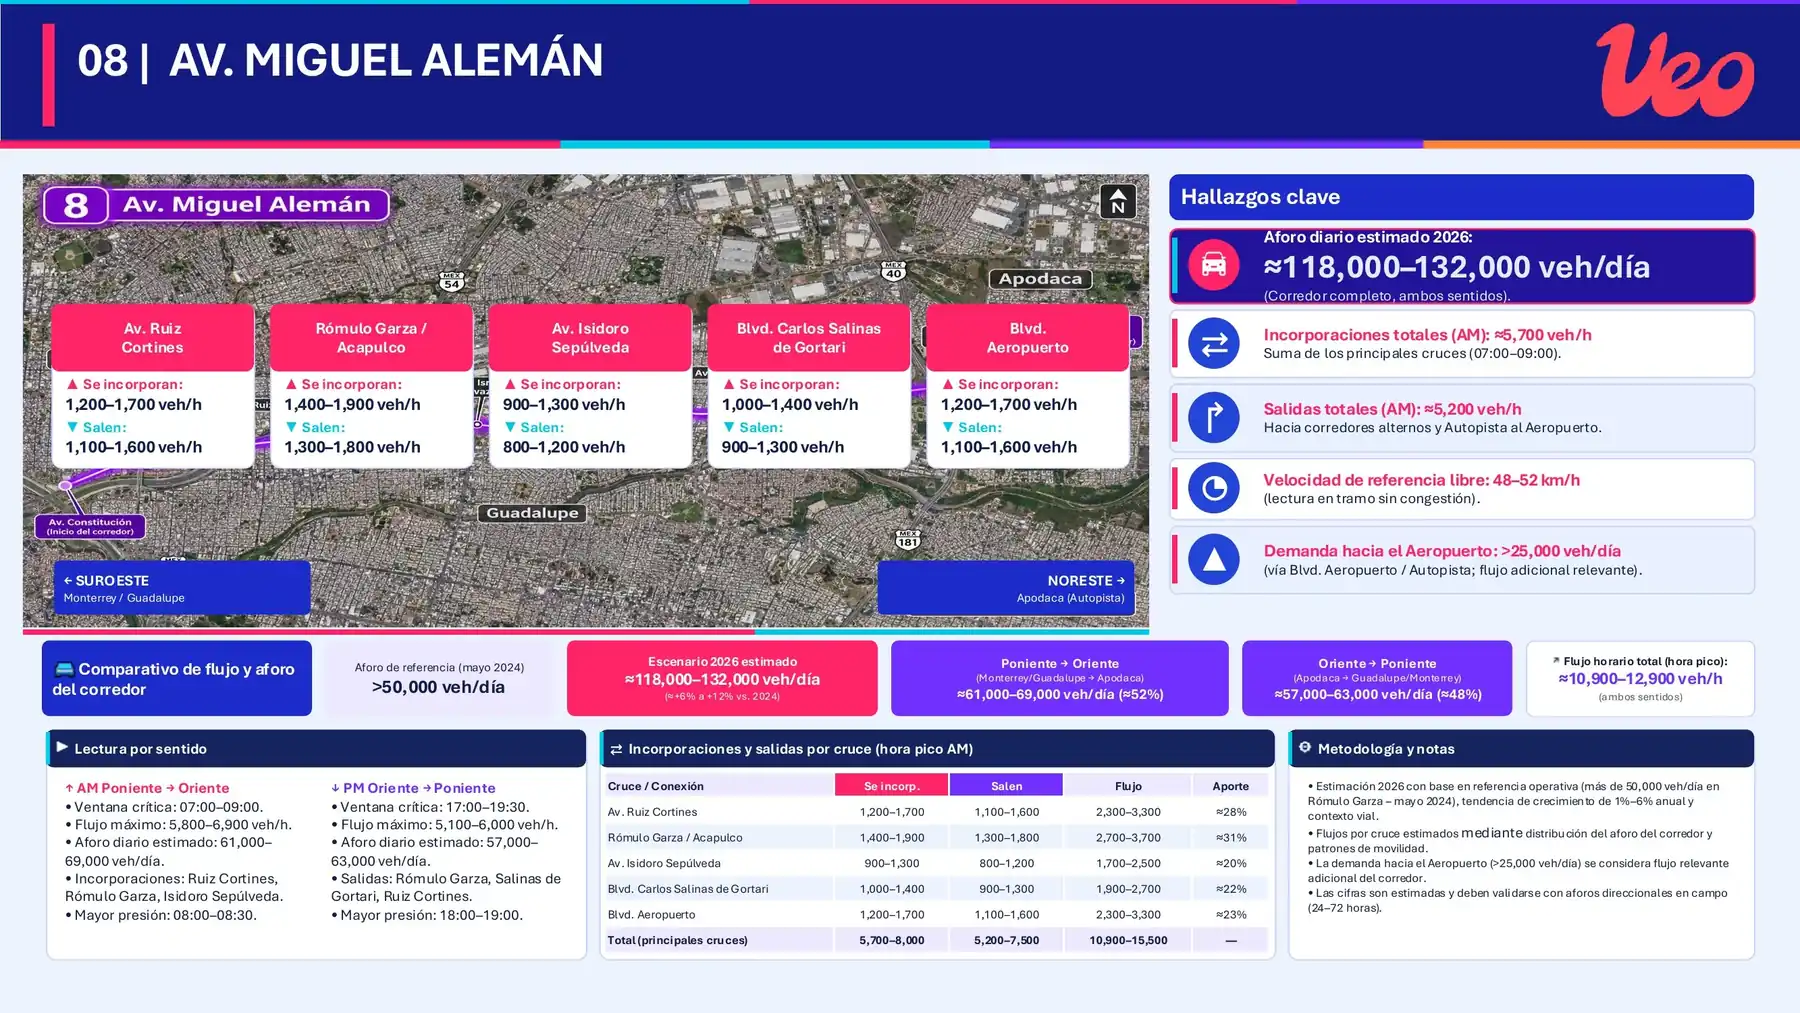 08 | AV. MIGUEL ALEMÁN
Veo
8 Av. Miguel Alemán
N
MEX 54
MEX 40
Apodaca
Av. Ruiz
Cortines
▲ Se incorporan:
1,200–1,700 veh/h
▼ Salen:
1,100–1,600 veh/h
Rómulo Garza /
Acapulco
▲ Se incorporan:
1,400–1,900 veh/h
▼ Salen:
1,300–1,800 veh/h
Av. Isidoro
Sepúlveda
▲ Se incorporan:
900–1,300 veh/h
▼ Salen:
800–1,200 veh/h
Blvd. Carlos Salinas
de Gortari
▲ Se incorporan:
1,000–1,400 veh/h
▼ Salen:
900–1,300 veh/h
Blvd.
Aeropuerto
▲ Se incorporan:
1,200–1,700 veh/h
▼ Salen:
1,100–1,600 veh/h
Av. Constitución
(Inicio del corredor)
Guadalupe
MEX 181
← SUROESTE
Monterrey / Guadalupe
NORESTE →
Apodaca (Autopista)
Hallazgos clave
Aforo diario estimado 2026:
≈118,000–132,000 veh/día
(Corredor completo, ambos sentidos).
Incorporaciones totales (AM): ≈5,700 veh/h
Suma de los principales cruces (07:00–09:00).
Salidas totales (AM): ≈5,200 veh/h
Hacia corredores alternos y Autopista al Aeropuerto.
Velocidad de referencia libre: 48–52 km/h
(lectura en tramo sin congestión).
Demanda hacia el Aeropuerto: >25,000 veh/día
(vía Blvd. Aeropuerto / Autopista; flujo adicional relevante).
Comparativo de flujo y aforo
del corredor
Aforo de referencia (mayo 2024)
>50,000 veh/día
Escenario 2026 estimado
≈118,000–132,000 veh/día
(≈+6% a +12% vs. 2024)
Poniente → Oriente
(Monterrey/Guadalupe → Apodaca)
≈61,000–69,000 veh/día (≈52%)
Oriente → Poniente
(Apodaca → Guadalupe/Monterrey)
≈57,000–63,000 veh/día (≈48%)
↗ Flujo horario total (hora pico):
≈10,900–12,900 veh/h
(ambos sentidos)
▶ Lectura por sentido
↑ AM Poniente → Oriente
• Ventana crítica: 07:00–09:00.
• Flujo máximo: 5,800–6,900 veh/h.
• Aforo diario estimado: 61,000–
69,000 veh/día.
• Incorporaciones: Ruiz Cortines,
Rómulo Garza, Isidoro Sepúlveda.
• Mayor presión: 08:00–08:30.
↓ PM Oriente → Poniente
• Ventana crítica: 17:00–19:30.
• Flujo máximo: 5,100–6,000 veh/h.
• Aforo diario estimado: 57,000–
63,000 veh/día.
• Salidas: Rómulo Garza, Salinas de
Gortari, Ruiz Cortines.
• Mayor presión: 18:00–19:00.
⇄ Incorporaciones y salidas por cruce (hora pico AM)
Cruce / Conexión Se incorp. Salen Flujo Aporte
Av. Ruiz Cortines 1,200–1,700 1,100–1,600 2,300–3,300 ≈28%
Rómulo Garza / Acapulco 1,400–1,900 1,300–1,800 2,700–3,700 ≈31%
Av. Isidoro Sepúlveda 900–1,300 800–1,200 1,700–2,500 ≈20%
Blvd. Carlos Salinas de Gortari 1,000–1,400 900–1,300 1,900–2,700 ≈22%
Blvd. Aeropuerto 1,200–1,700 1,100–1,600 2,300–3,300 ≈23%
Total (principales cruces) 5,700–8,000 5,200–7,500 10,900–15,500 —
Metodología y notas
• Estimación 2026 con base en referencia operativa (más de 50,000 veh/día en
Rómulo Garza – mayo 2024), tendencia de crecimiento de 1%–6% anual y
contexto vial.
• Flujos por cruce estimados mediante distribución del aforo del corredor y
patrones de movilidad.
• La demanda hacia el Aeropuerto (>25,000 veh/día) se considera flujo relevante
adicional del corredor.
• Las cifras son estimadas y deben validarse con aforos direccionales en campo
(24–72 horas).